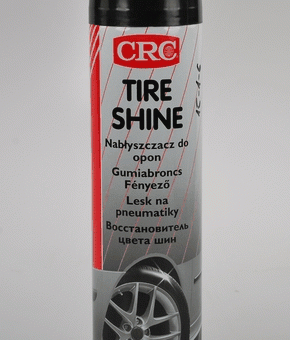 CRC
TIRE
SHINE
Nabłyszczacz do
opon
Gumiabroncs
Fényező
Lesk na
pneumatiky
Восстановитель
цвета шин